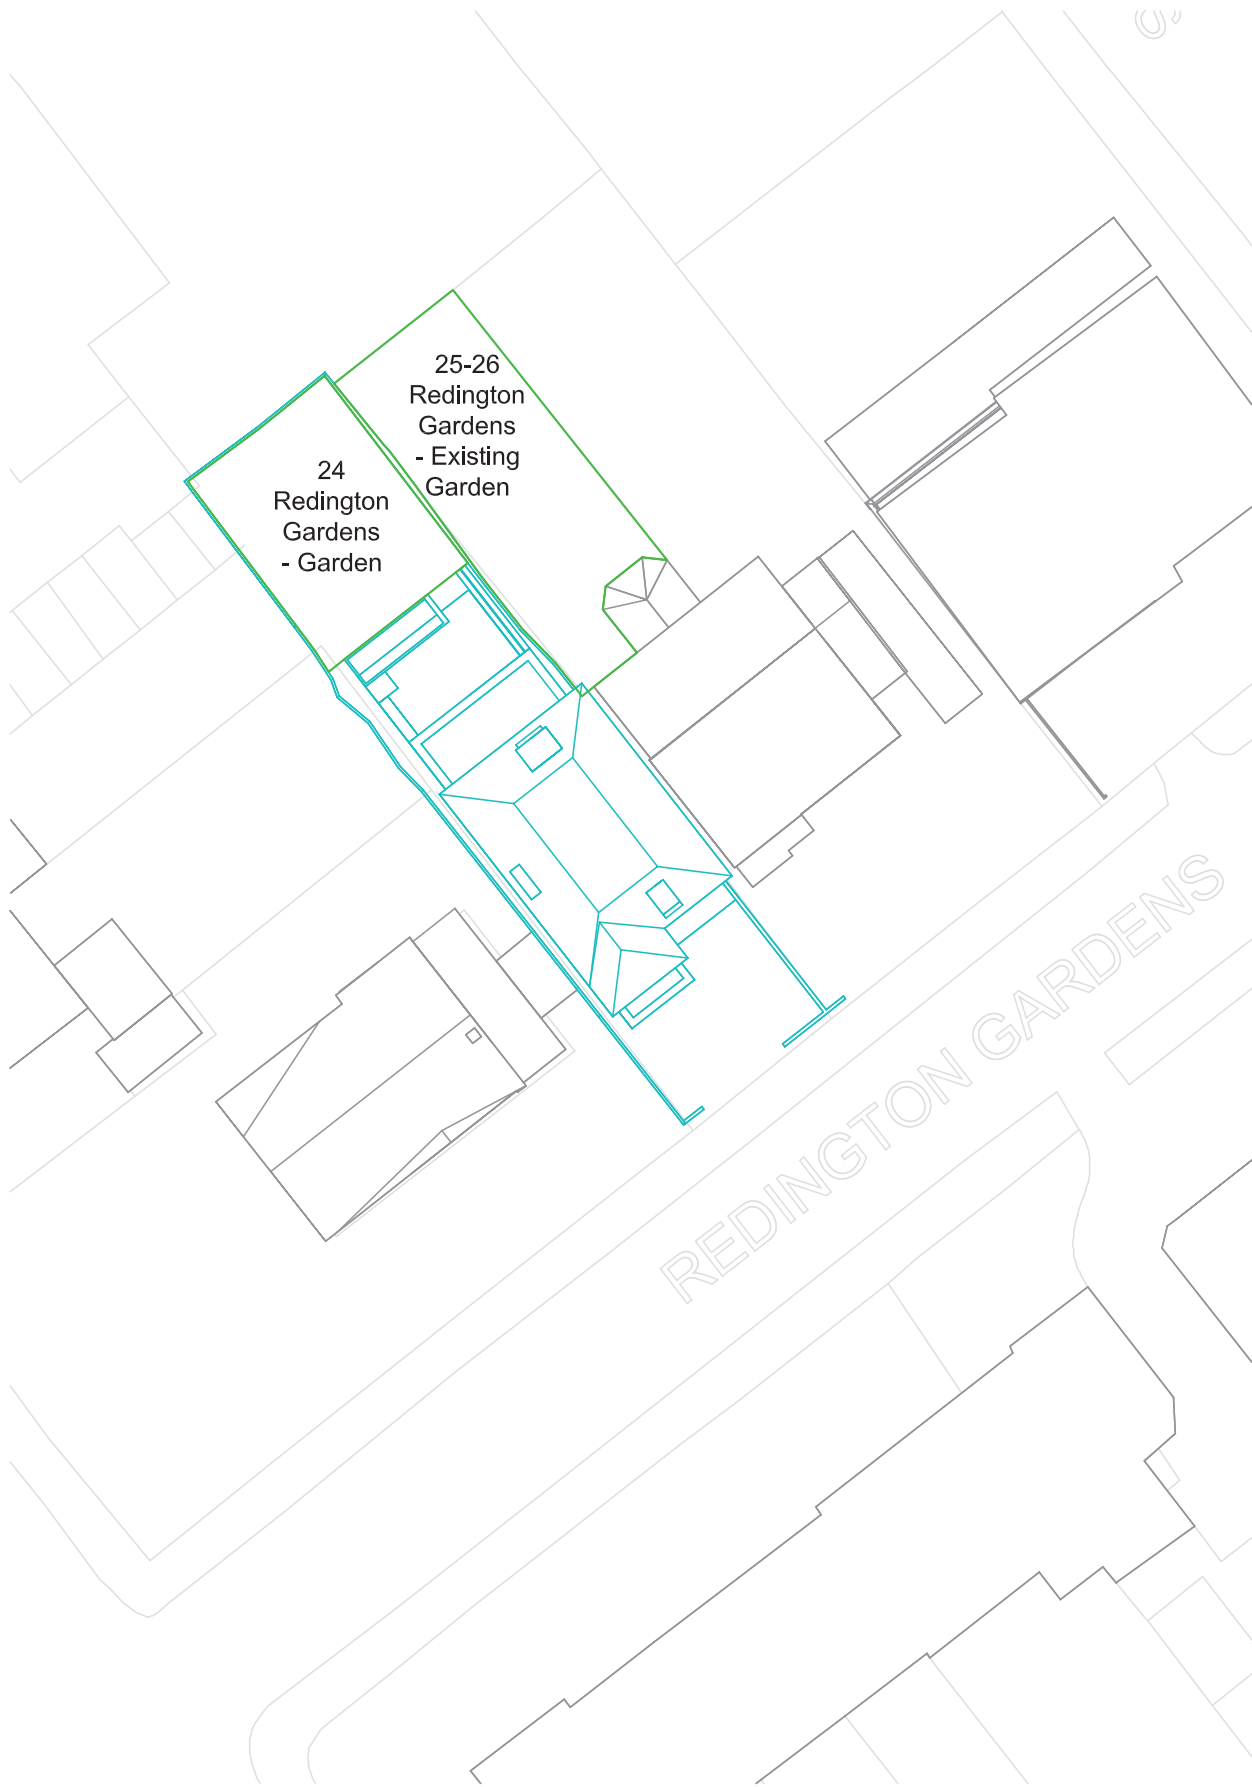 25-26
Redington
Gardens
- Existing
Garden
24
Redington
Gardens
- Garden
REDINGTON GARDENS